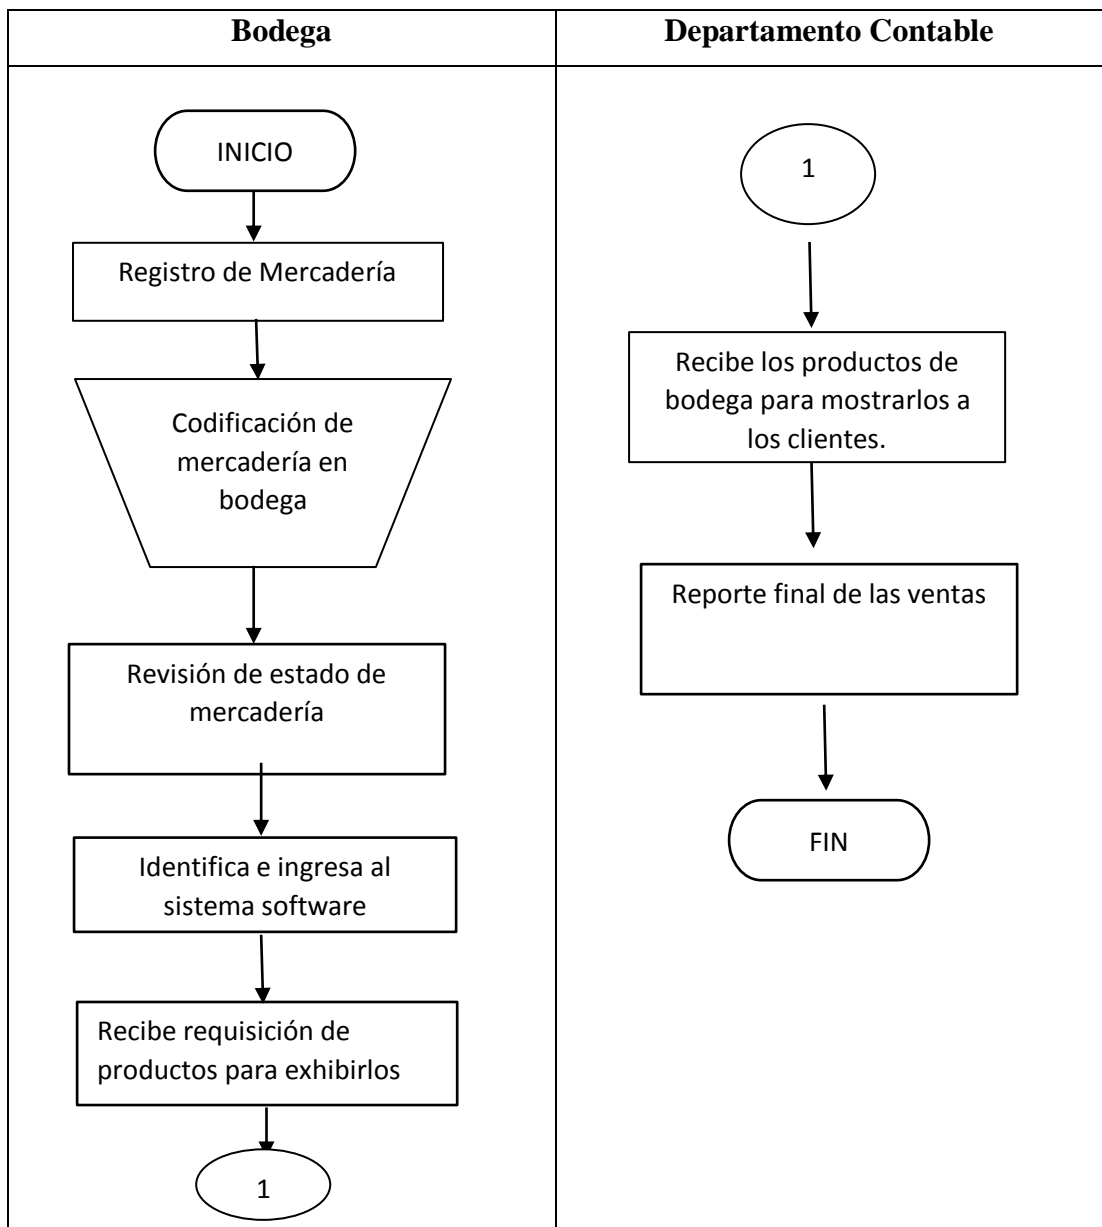 Bodega
Departamento Contable
INICIO
Registro de Mercadería
Codificación de
mercadería en
bodega
Revisión de estado de
mercadería
Identifica e ingresa al
sistema software
Recibe requisición de
productos para exhibirlos
1
1
Recibe los productos de
bodega para mostrarlos a
los clientes.
Reporte final de las ventas
FIN